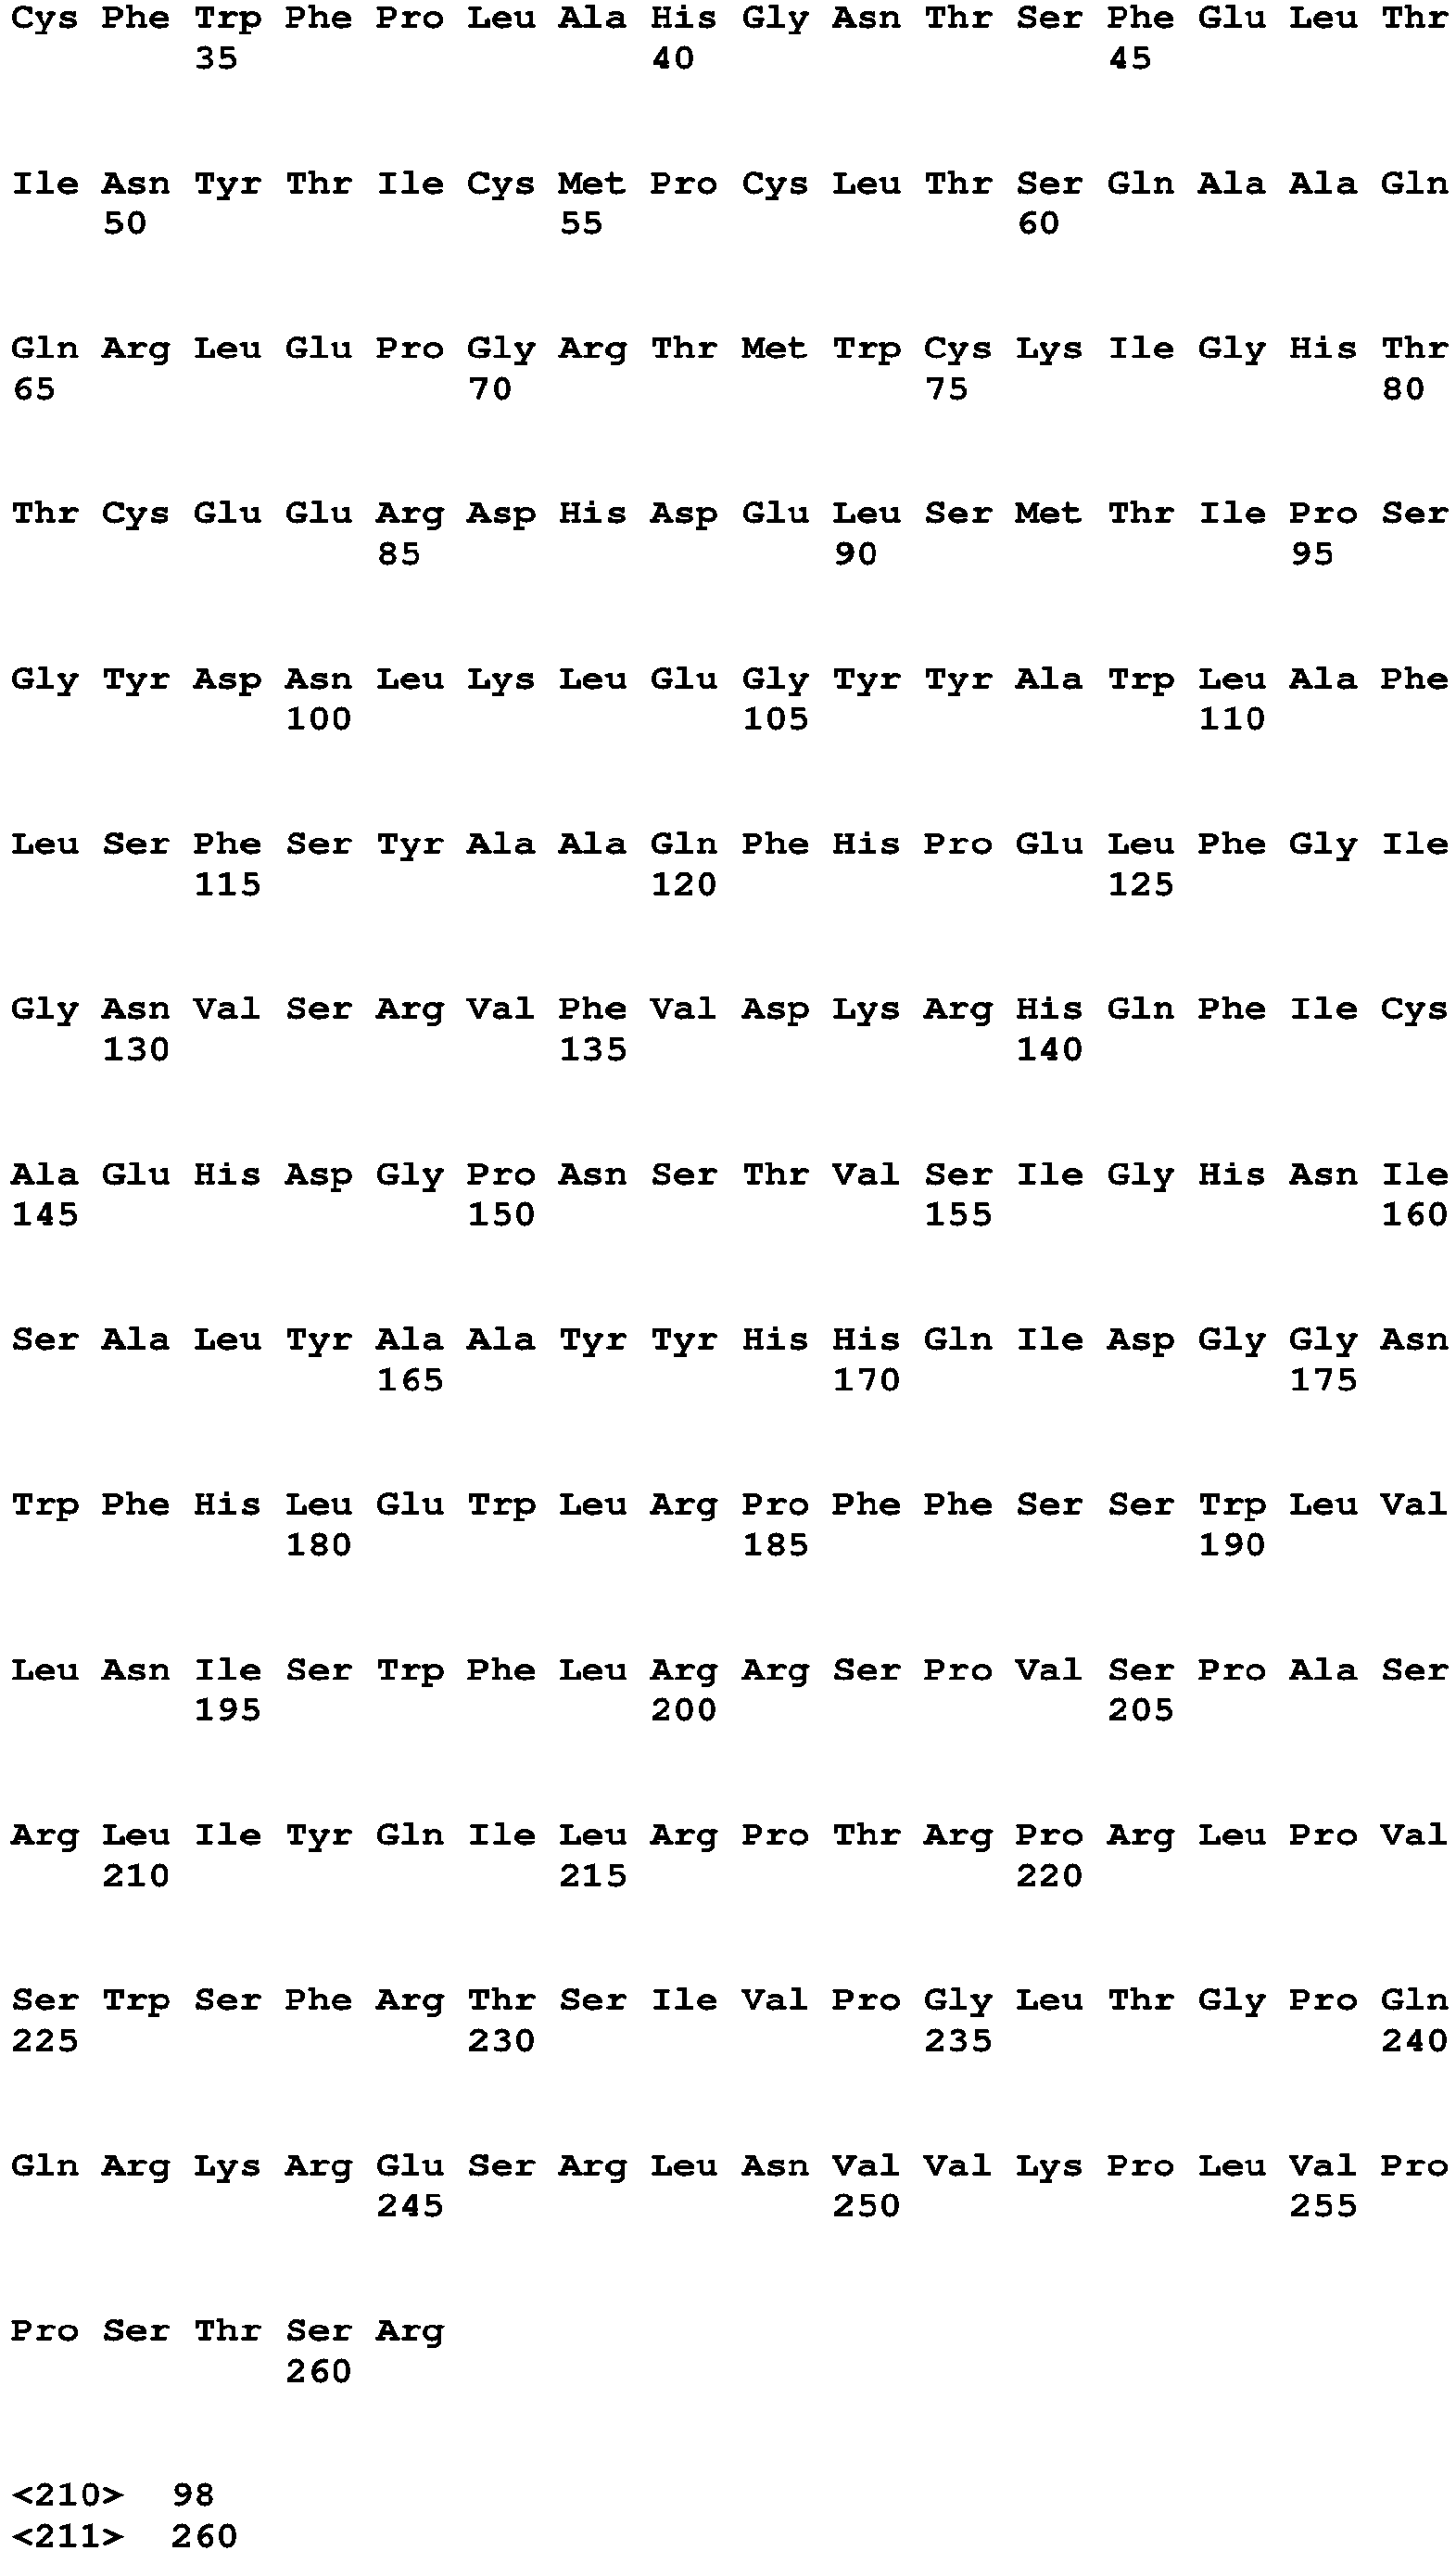 Cys Phe Trp Phe Pro Leu Ala His Gly Asn Thr Ser Phe Glu Leu Thr
35 40 45
Ile Asn Tyr Thr Ile Cys Met Pro Cys Leu Thr Ser Gln Ala Ala Gln
50 55 60
Gln Arg Leu Glu Pro Gly Arg Thr Met Trp Cys Lys Ile Gly His Thr
65 70 75 80
Thr Cys Glu Glu Arg Asp His Asp Glu Leu Ser Met Thr Ile Pro Ser
85 90 95
Gly Tyr Asp Asn Leu Lys Leu Glu Gly Tyr Tyr Ala Trp Leu Ala Phe
100 105 110
Leu Ser Phe Ser Tyr Ala Ala Gln Phe His Pro Glu Leu Phe Gly Ile
115 120 125
Gly Asn Val Ser Arg Val Phe Val Asp Lys Arg His Gln Phe Ile Cys
130 135 140
Ala Glu His Asp Gly Pro Asn Ser Thr Val Ser Ile Gly His Asn Ile
145 150 155 160
Ser Ala Leu Tyr Ala Ala Tyr Tyr His His Gln Ile Asp Gly Gly Asn
165 170 175
Trp Phe His Leu Glu Trp Leu Arg Pro Phe Phe Ser Ser Trp Leu Val
180 185 190
Leu Asn Ile Ser Trp Phe Leu Arg Arg Ser Pro Val Ser Pro Ala Ser
195 200 205
Arg Leu Ile Tyr Gln Ile Leu Arg Pro Thr Arg Pro Arg Leu Pro Val
210 215 220
Ser Trp Ser Phe Arg Thr Ser Ile Val Pro Gly Leu Thr Gly Pro Gln
225 230 235 240
Gln Arg Lys Arg Glu Ser Arg Leu Asn Val Val Lys Pro Leu Val Pro
245 250 255
Pro Ser Thr Ser Arg
260
<210> 98
<211> 260